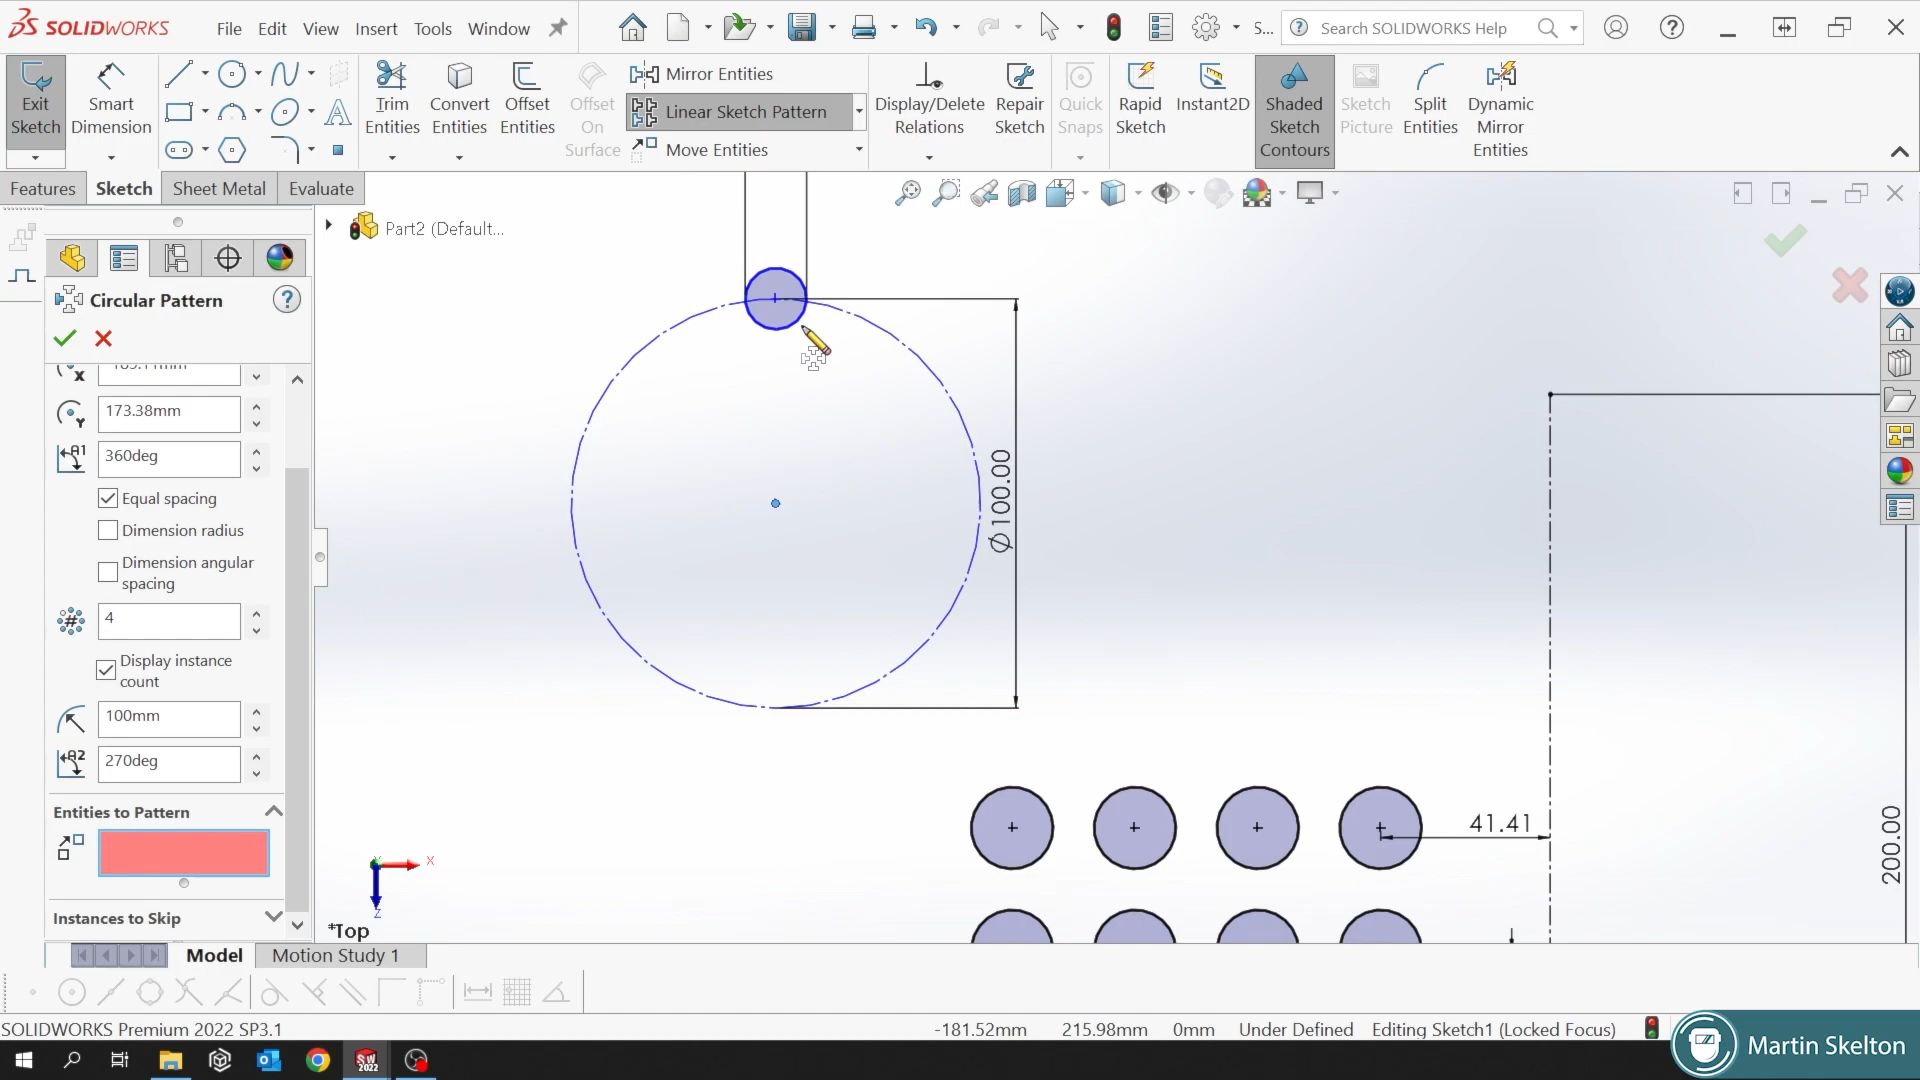 SOLIDWORKS
File Edit View Insert Tools Window
S...
Search SOLIDWORKS Help
Exit Sketch
Smart Dimension
Trim Entities
Convert Entities
Offset Entities
Offset On Surface
Mirror Entities
Linear Sketch Pattern
Move Entities
Display/Delete Relations
Repair Sketch
Quick Snaps
Rapid Sketch
Instant2D
Shaded Sketch Contours
Sketch Picture
Split Entities
Dynamic Mirror Entities
Features Sketch Sheet Metal Evaluate
Part2 (Default...
Circular Pattern
173.38mm
360deg
Equal spacing
Dimension radius
Dimension angular
spacing
4
Display instance
count
100mm
270deg
Entities to Pattern
Instances to Skip
∅100.00
41.41
200.00
X
Z
*Top
Model Motion Study 1
SOLIDWORKS Premium 2022 SP3.1
-181.52mm 215.98mm 0mm Under Defined Editing Sketch1 (Locked Focus)
Martin Skelton